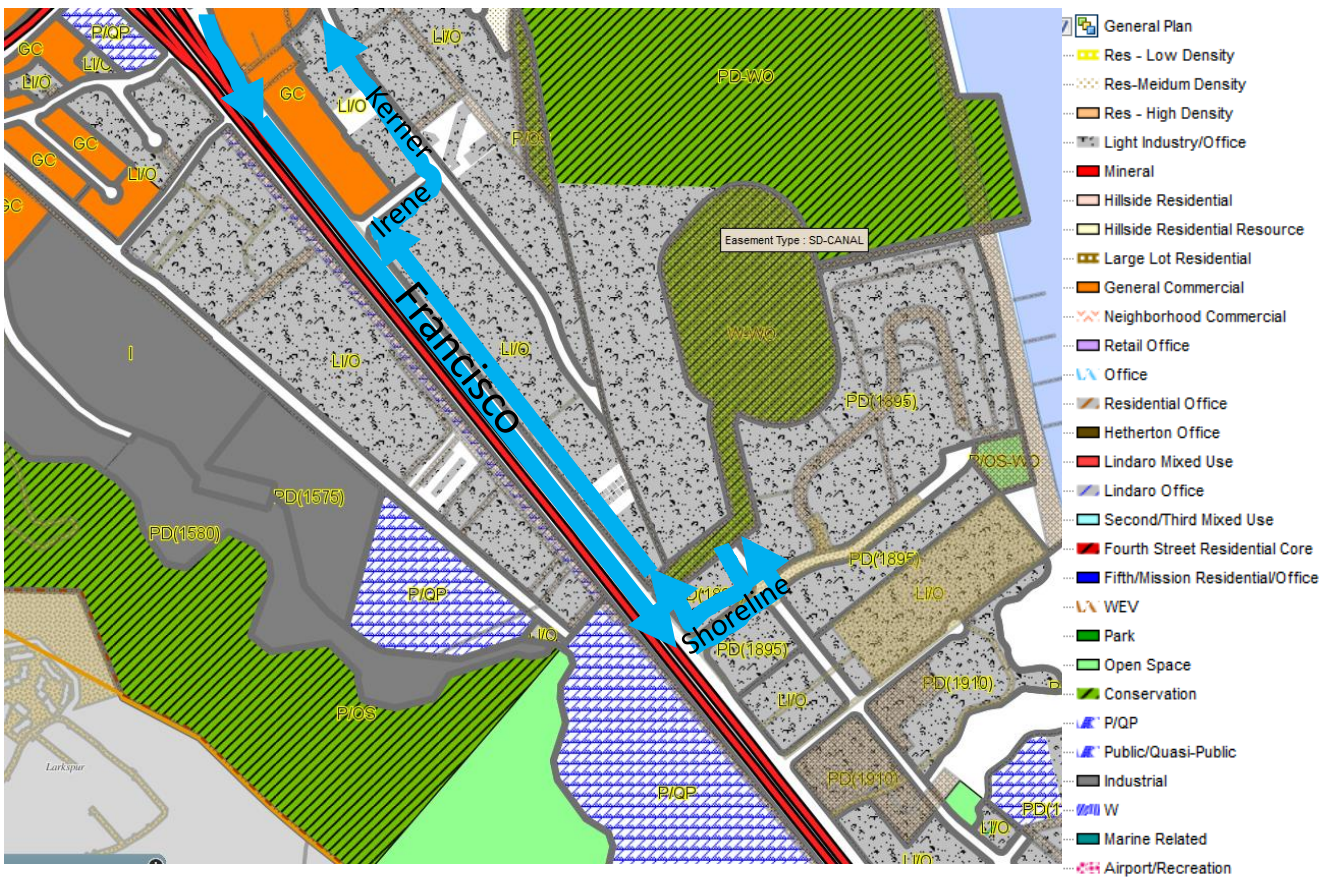 P/QP
LI/O
GC
LI/O
LI/O
GC
LI/O
Kerner
PD-WO
GC
GC
LI/O
GC
P/OS
Irene
Easement Type : SD-CANAL
W-WO
Francisco
LI/O
LI/O
I
PD(1895)
P/OS-WO
PD(1575)
PD(1580)
PD(1895)
P/QP
LI/O
Shoreline
PD(1895)
PD(1910)
LI/O
P/OS
Larkspur
P/QP
PD(1910)
LI/O
LI/O
General Plan
Res - Low Density
Res-Meidum Density
Res - High Density
Light Industry/Office
Mineral
Hillside Residential
Hillside Residential Resource
Large Lot Residential
General Commercial
Neighborhood Commercial
Retail Office
Office
Residential Office
Hetherton Office
Lindaro Mixed Use
Lindaro Office
Second/Third Mixed Use
Fourth Street Residential Core
Fifth/Mission Residential/Office
WEV
Park
Open Space
Conservation
P/QP
Public/Quasi-Public
Industrial
W
Marine Related
Airport/Recreation